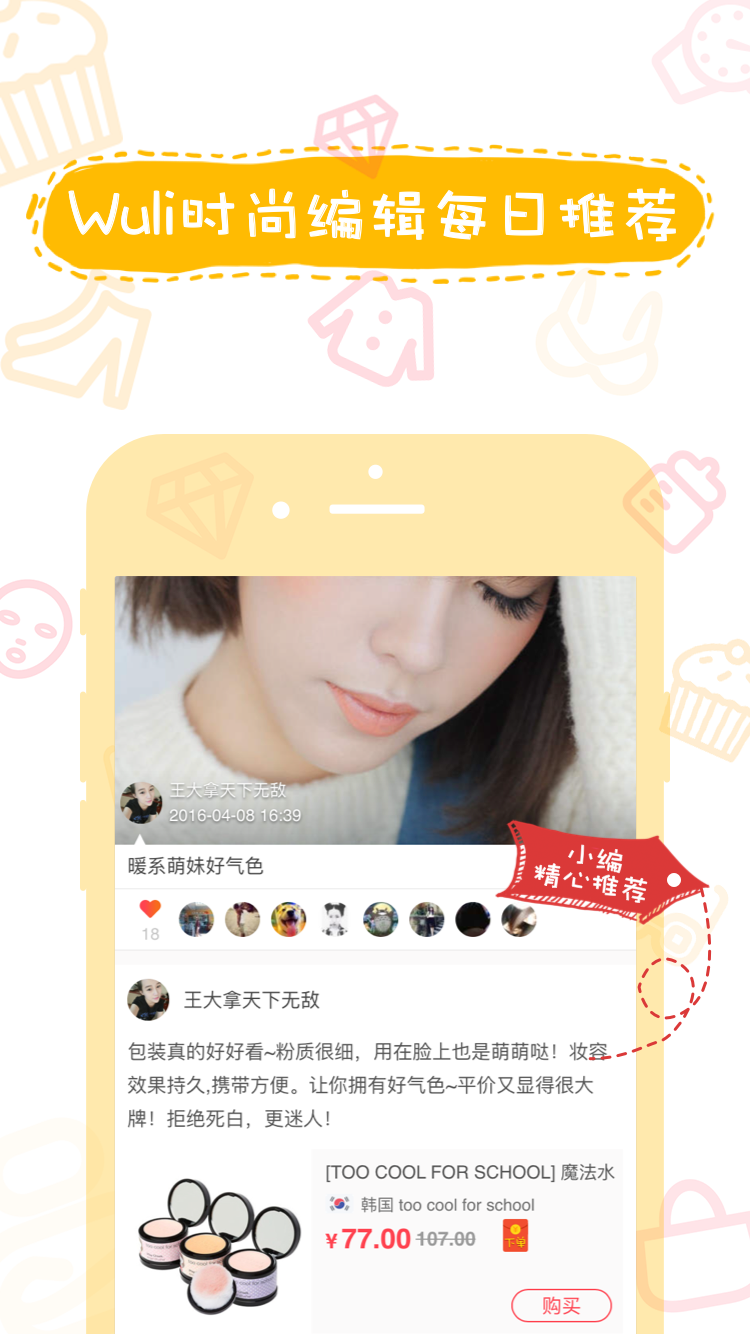 Wuli时尚编辑每日推荐
王大拿天下无敌
2016-04-08 16:39
暖系萌妹好气色
小编
精心推荐
18
王大拿天下无敌
包装真的好好看~粉质很细，用在脸上也是萌萌哒！妆容
效果持久,携带方便。让你拥有好气色~平价又显得很大
牌！拒绝死白，更迷人！
[TOO COOL FOR SCHOOL] 魔法水
韩国 too cool for school
¥77.00 107.00
下单
购买